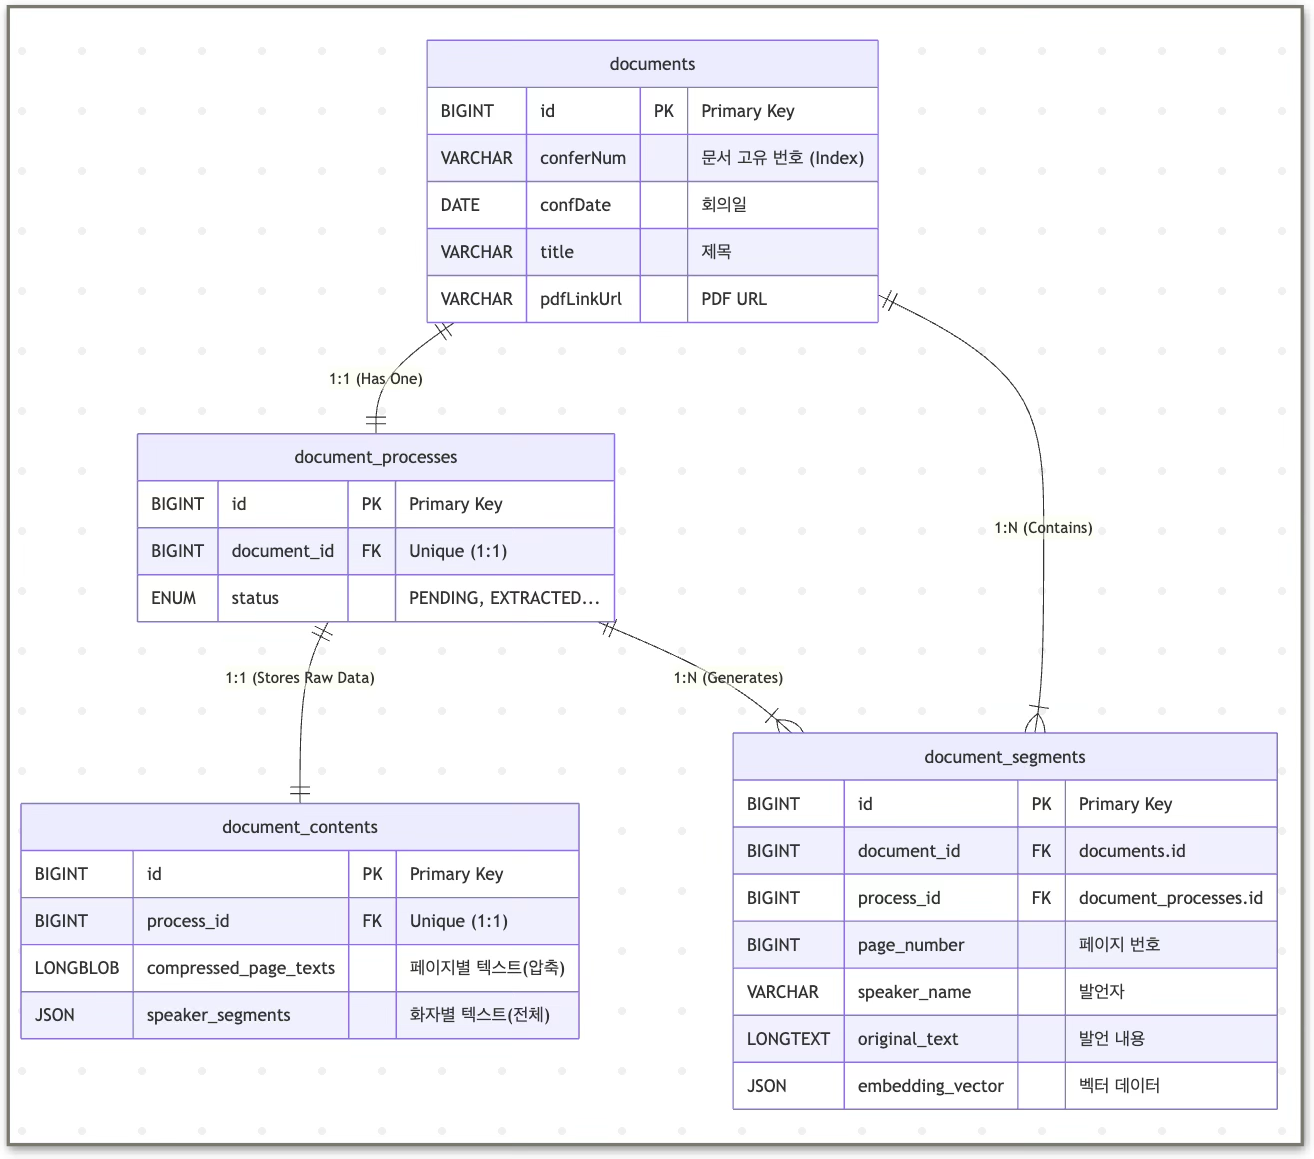 documents
BIGINT id PK Primary Key
VARCHAR conferNum 문서 고유 번호 (Index)
DATE confDate 회의일
VARCHAR title 제목
VARCHAR pdfLinkUrl PDF URL
1:1 (Has One)
document_processes
BIGINT id PK Primary Key
BIGINT document_id FK Unique (1:1)
ENUM status PENDING, EXTRACTED...
1:N (Contains)
1:1 (Stores Raw Data)
1:N (Generates)
document_contents
BIGINT id PK Primary Key
BIGINT process_id FK Unique (1:1)
LONGBLOB compressed_page_texts 페이지별 텍스트(압축)
JSON speaker_segments 화자별 텍스트(전체)
document_segments
BIGINT id PK Primary Key
BIGINT document_id FK documents.id
BIGINT process_id FK document_processes.id
BIGINT page_number 페이지 번호
VARCHAR speaker_name 발언자
LONGTEXT original_text 발언 내용
JSON embedding_vector 벡터 데이터